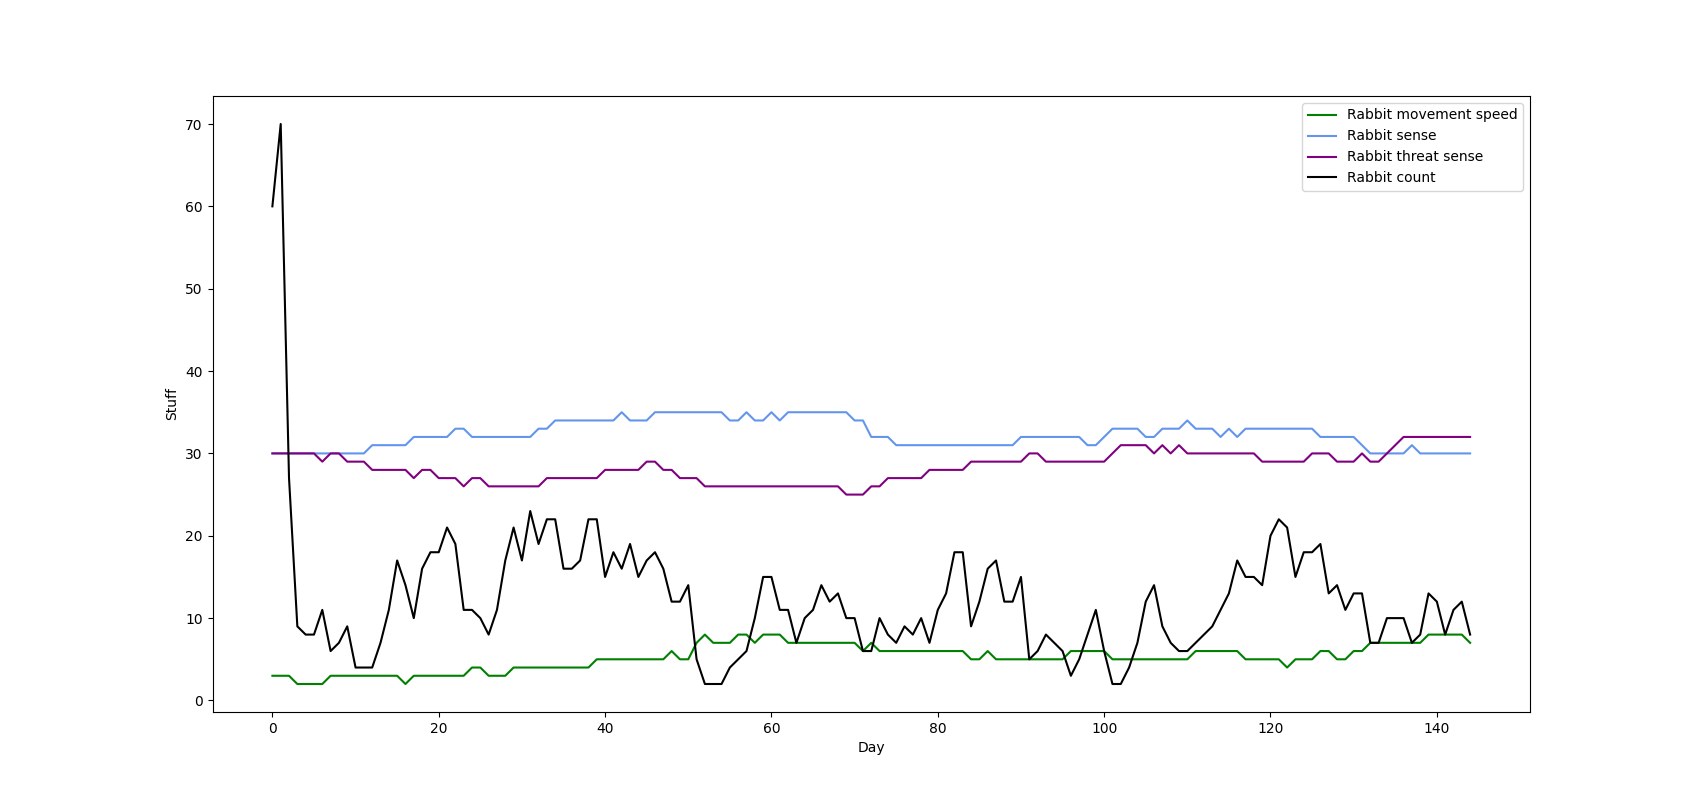 Rabbit movement speed
Rabbit sense
Rabbit threat sense
Rabbit count
70
60
50
40
30
20
10
0
Stuff
0 20 40 60 80 100 120 140
Day